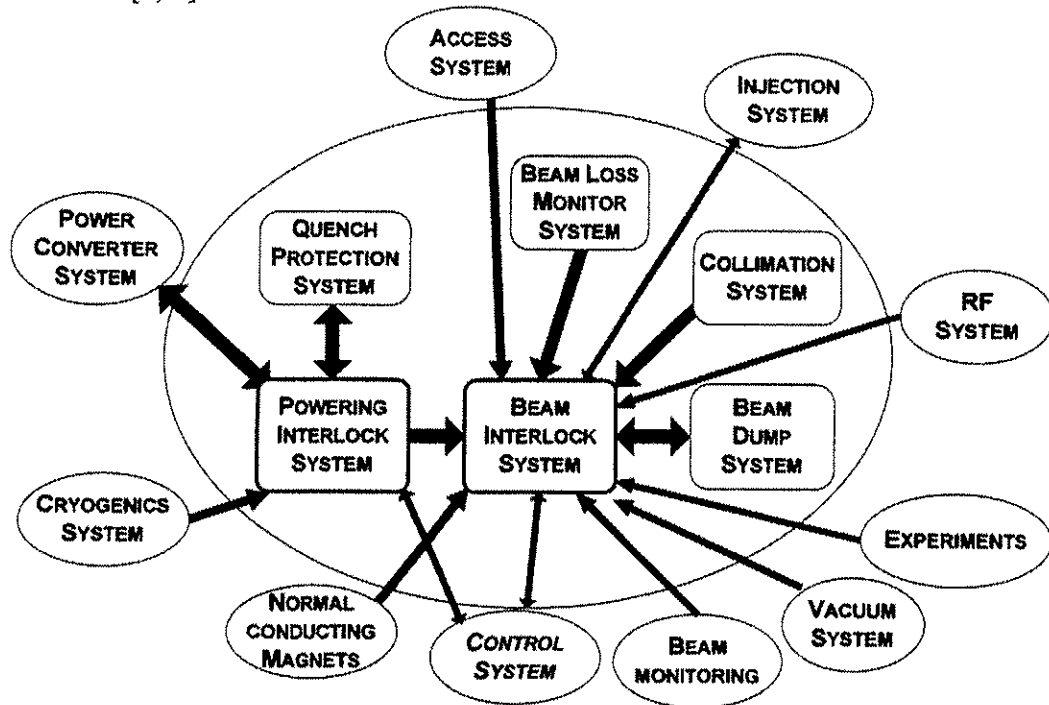 ACCESS
SYSTEM
INJECTION
SYSTEM
BEAM LOSS
MONITOR
SYSTEM
POWER
CONVERTER
SYSTEM
QUENCH
PROTECTION
SYSTEM
COLLIMATION
SYSTEM
RF
SYSTEM
POWERING
INTERLOCK
SYSTEM
BEAM
INTERLOCK
SYSTEM
BEAM
DUMP
SYSTEM
CRYOGENICS
SYSTEM
EXPERIMENTS
NORMAL
CONDUCTING
MAGNETS
CONTROL
SYSTEM
BEAM
MONITORING
VACUUM
SYSTEM